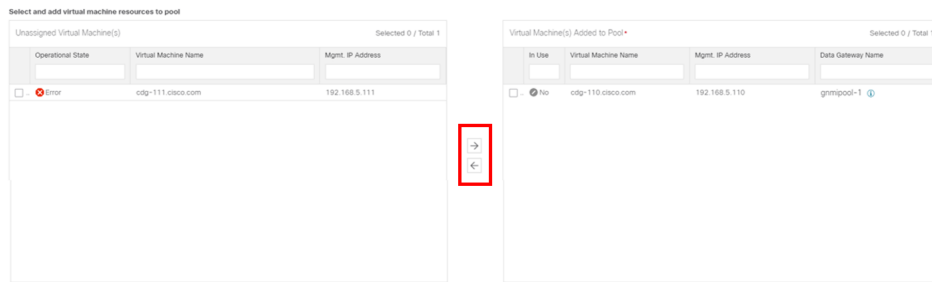 Select and add virtual machine resources to pool
Unassigned Virtual Machine(s) Selected 0 / Total 1
Operational State Virtual Machine Name Mgmt. IP Address
Error cdg-111.cisco.com 192.168.5.111
Virtual Machine(s) Added to Pool* Selected 0 / Total 1
In Use Virtual Machine Name Mgmt. IP Address Data Gateway Name
No cdg-110.cisco.com 192.168.5.110 gnmipool-1